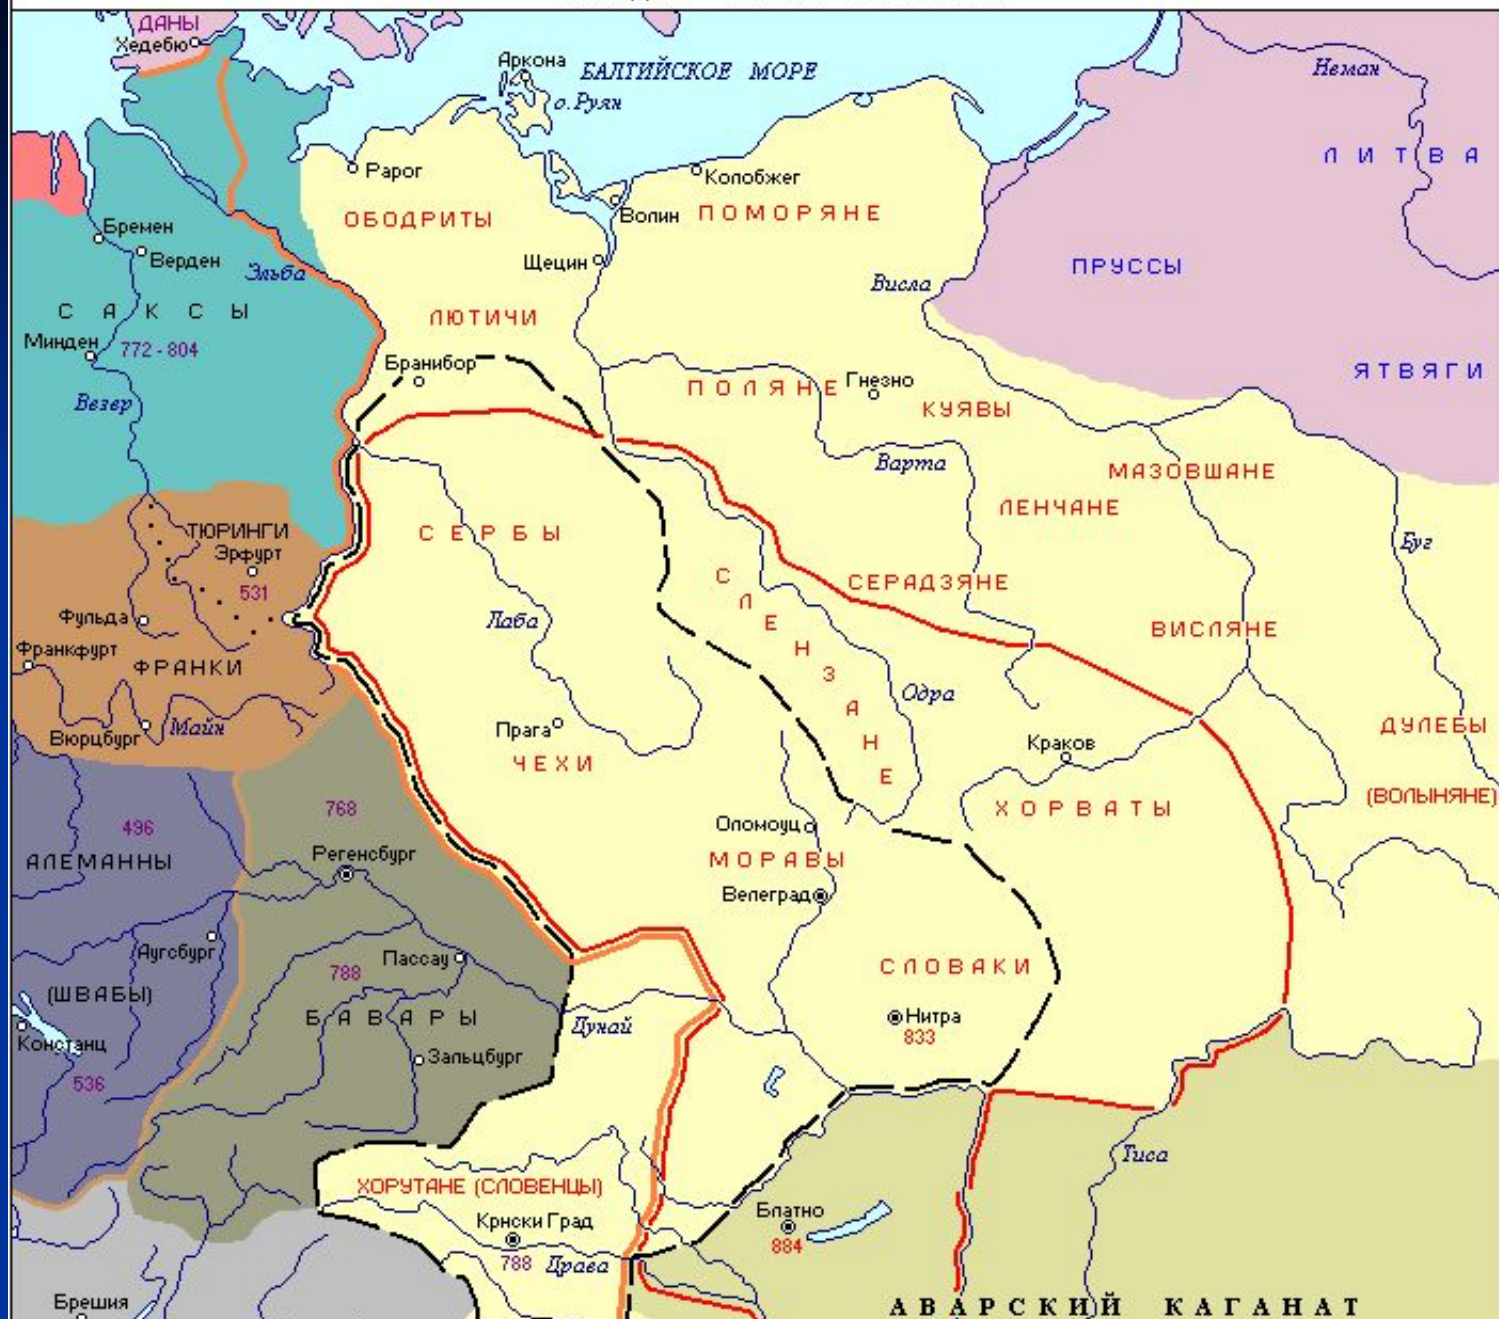 ДАНЫ
Хедебю
Аркона
БАЛТИЙСКОЕ МОРЕ
о. Руян
Неман
ЛИТВА
Рарог
Колобжег
ОБОДРИТЫ
Волин
ПОМОРЯНЕ
Бремен
Верден
Эльба
Щецин
ПРУССЫ
Висла
САКСЫ
ЛЮТИЧИ
Минден
772 - 804
Бранибор
ЯТВЯГИ
ПОЛЯНЕ
Гнезно
Везер
КУЯВЫ
Варта
МАЗОВШАНЕ
ЛЕНЧАНЕ
ТЮРИНГИ
СЕРБЫ
Эрфурт
Буг
531
СЛЕНЗАНЕ
СЕРАДЗЯНЕ
Фульда
Лаба
ВИСЛЯНЕ
Франкфурт
ФРАНКИ
Одра
Майн
Вюрцбург
Прага
ДУЛЕБЫ
Краков
ЧЕХИ
(ВОЛЫНЯНЕ)
768
ХОРВАТЫ
496
Оломоуц
АЛЕМАННЫ
Регенсбург
МОРАВЫ
Велеград
Аугсбург
Пассау
788
СЛОВАКИ
(ШВАБЫ)
БАВАРЫ
Дунай
Нитра
833
Констанц
Зальцбург
536
Тиса
ХОРУТАНЕ (СЛОВЕНЦЫ)
Крнски Град
Блатно
884
788
Драва
Брешия
АВАРСКИЙ КАГАНАТ